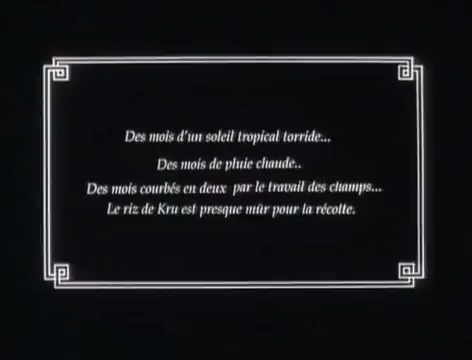 Des mois d'un soleil tropical torride...
Des mois de pluie chaude..
Des mois courbés en deux par le travail des champs...
Le riz de Kru est presque mûr pour la récolte.